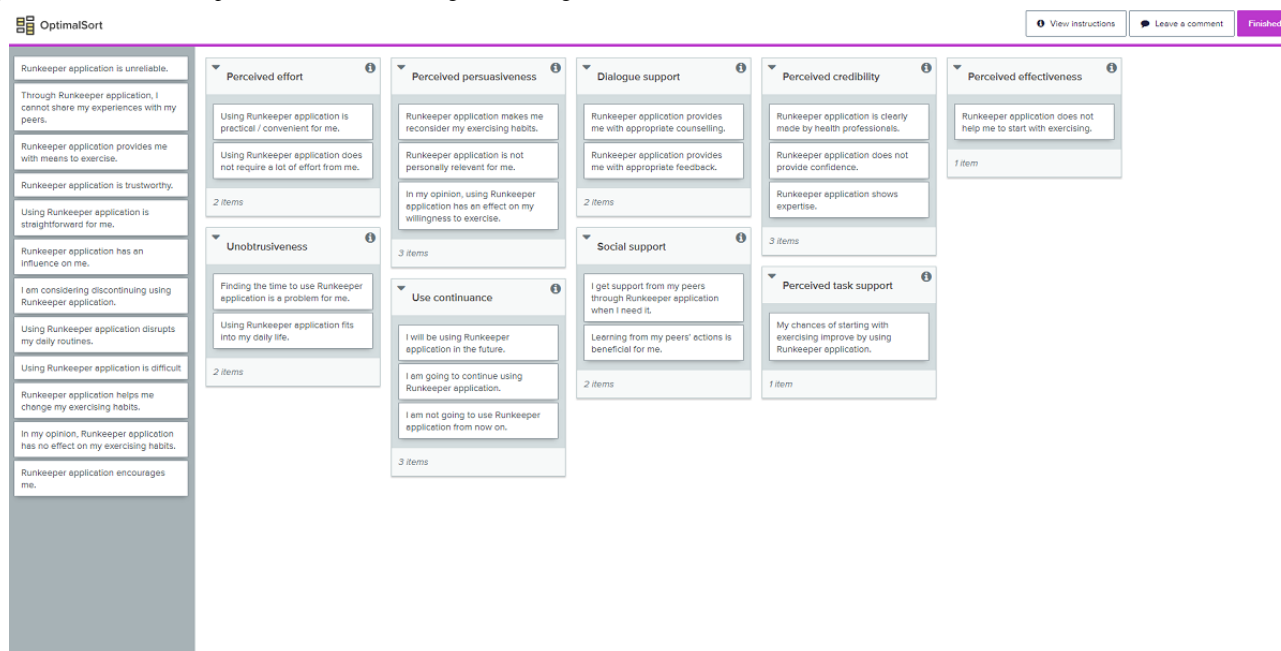 OptimalSort
View instructions
Leave a comment
Finished
Runkeeper application is unreliable.
Through Runkeeper application, I
cannot share my experiences with my
peers.
Runkeeper application provides me
with means to exercise.
Runkeeper application is trustworthy.
Using Runkeeper application is
straightforward for me.
Runkeeper application has an
influence on me.
I am considering discontinuing using
Runkeeper application.
Using Runkeeper application disrupts
my daily routines.
Using Runkeeper application is difficult
Runkeeper application helps me
change my exercising habits.
In my opinion, Runkeeper application
has no effect on my exercising habits.
Runkeeper application encourages
me.
Perceived effort
Using Runkeeper application is
practical / convenient for me.
Using Runkeeper application does
not require a lot of effort from me.
2 items
Unobtrusiveness
Finding the time to use Runkeeper
application is a problem for me.
Using Runkeeper application fits
into my daily life.
2 items
Perceived persuasiveness
Runkeeper application makes me
reconsider my exercising habits.
Runkeeper application is not
personally relevant for me.
In my opinion, using Runkeeper
application has an effect on my
willingness to exercise.
3 items
Use continuance
I will be using Runkeeper
application in the future.
I am going to continue using
Runkeeper application.
I am not going to use Runkeeper
application from now on.
3 items
Dialogue support
Runkeeper application provides
me with appropriate counselling.
Runkeeper application provides
me with appropriate feedback.
2 items
Social support
I get support from my peers
through Runkeeper application
when I need it.
Learning from my peers' actions is
beneficial for me.
2 items
Perceived credibility
Runkeeper application is clearly
made by health professionals.
Runkeeper application does not
provide confidence.
Runkeeper application shows
expertise.
3 items
Perceived task support
My chances of starting with
exercising improve by using
Runkeeper application.
1 item
Perceived effectiveness
Runkeeper application does not
help me to start with exercising.
1 item